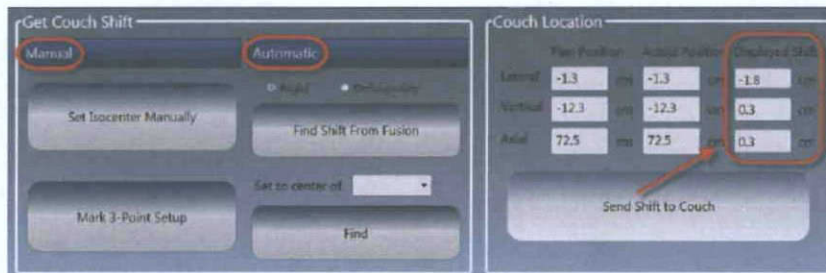 Get Couch Shift
Manual
Automatic
Rigid Deformable
Set Isocenter Manually
Find Shift From Fusion
Set to center of
Mark 3-Point Setup
Find
Couch Location
Plan Position Actual Position Displayed Shift
Lateral -1.3 cm -1.3 cm -1.8 cm
Vertical -12.3 cm -12.3 cm 0.3 cm
Axial 72.5 cm 72.5 cm 0.3 cm
Send Shift to Couch